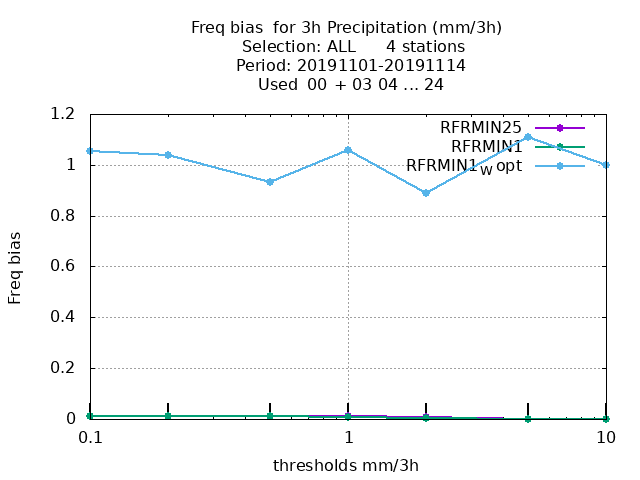 Freq bias  for 3h Precipitation (mm/3h)
Selection: ALL      4 stations
Period: 20191101-20191114
Used  00  + 03 04 ... 24
RFRMIN25
RFRMIN1
RFRMIN1w opt
1.2
1
0.8
0.6
0.4
0.2
0
Freq bias
0.1 1 10
thresholds mm/3h